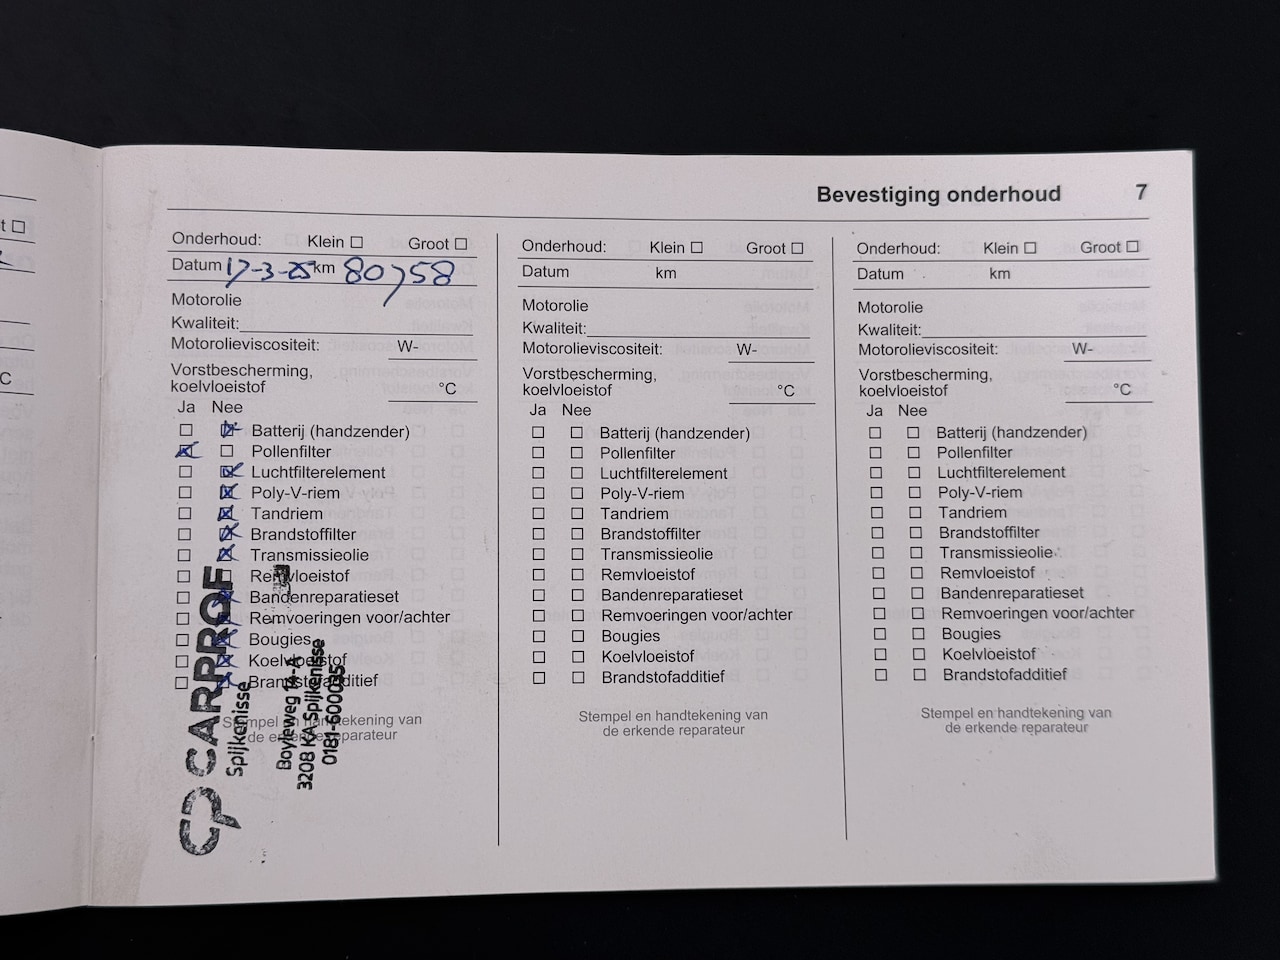 Bevestiging onderhoud 7
t ☐
C
Onderhoud: Klein ☐ Groot ☐
Datum 17-3-25 km 80758
Motorolie
Kwaliteit:
Motorolieviscositeit: W-
Vorstbescherming,
koelvloeistof °C
Ja Nee
☐ ☒ Batterij (handzender)
☒ ☐ Pollenfilter
☐ ☒ Luchtfilterelement
☐ ☒ Poly-V-riem
☐ ☒ Tandriem
☐ ☒ Brandstoffilter
☐ ☒ Transmissieolie
☐ ☐ Remvloeistof
☐ ☒ Bandenreparatieset
☐ ☒ Remvoeringen voor/achter
☐ ☒ Bougies
☐ ☒ Koelvloeistof
☐ ☒ Brandstofadditief
Stempel en handtekening van
de erkende reparateur
CP CARPROF
Spijkenisse
Boyleweg 14-A
3208 KA Spijkenisse
0181-600095
Onderhoud: Klein ☐ Groot ☐
Datum km
Motorolie
Kwaliteit:
Motorolieviscositeit: W-
Vorstbescherming,
koelvloeistof °C
Ja Nee
☐ ☐ Batterij (handzender)
☐ ☐ Pollenfilter
☐ ☐ Luchtfilterelement
☐ ☐ Poly-V-riem
☐ ☐ Tandriem
☐ ☐ Brandstoffilter
☐ ☐ Transmissieolie
☐ ☐ Remvloeistof
☐ ☐ Bandenreparatieset
☐ ☐ Remvoeringen voor/achter
☐ ☐ Bougies
☐ ☐ Koelvloeistof
☐ ☐ Brandstofadditief
Stempel en handtekening van
de erkende reparateur
Onderhoud: Klein ☐ Groot ☐
Datum km
Motorolie
Kwaliteit:
Motorolieviscositeit: W-
Vorstbescherming,
koelvloeistof °C
Ja Nee
☐ ☐ Batterij (handzender)
☐ ☐ Pollenfilter
☐ ☐ Luchtfilterelement
☐ ☐ Poly-V-riem
☐ ☐ Tandriem
☐ ☐ Brandstoffilter
☐ ☐ Transmissieolie
☐ ☐ Remvloeistof
☐ ☐ Bandenreparatieset
☐ ☐ Remvoeringen voor/achter
☐ ☐ Bougies
☐ ☐ Koelvloeistof
☐ ☐ Brandstofadditief
Stempel en handtekening van
de erkende reparateur